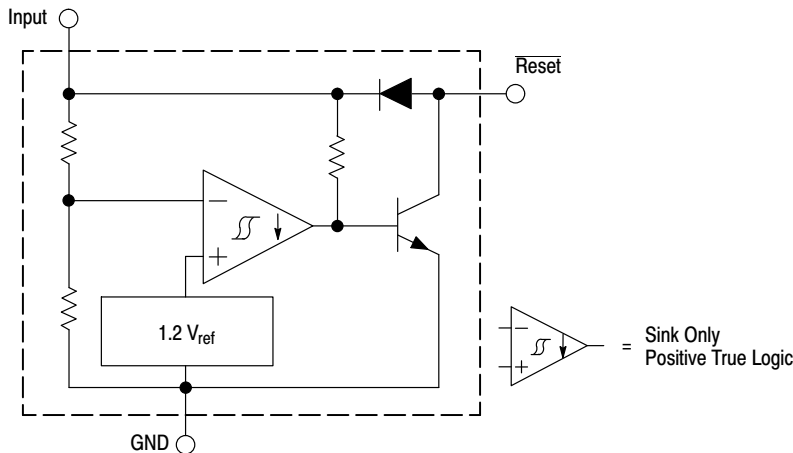 Input
Reset
−
+
1.2 Vref
−
+
= Sink Only
Positive True Logic
GND